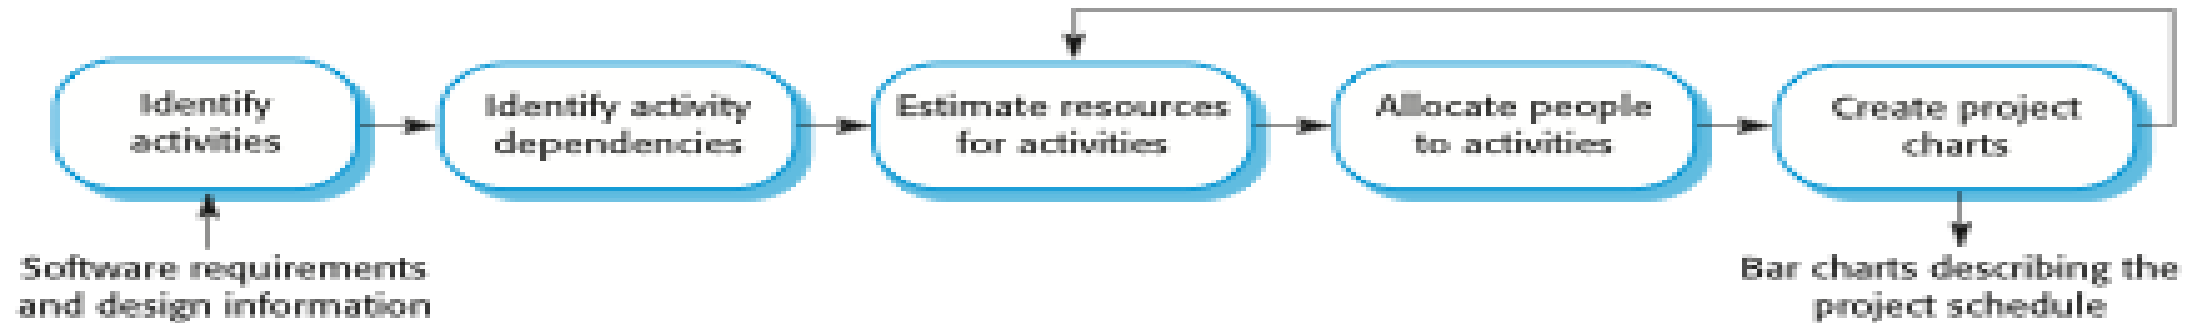 Identify
activities
Identify activity
dependencies
Estimate resources
for activities
Allocate people
to activities
Create project
charts
Software requirements
and design information
Bar charts describing the
project schedule